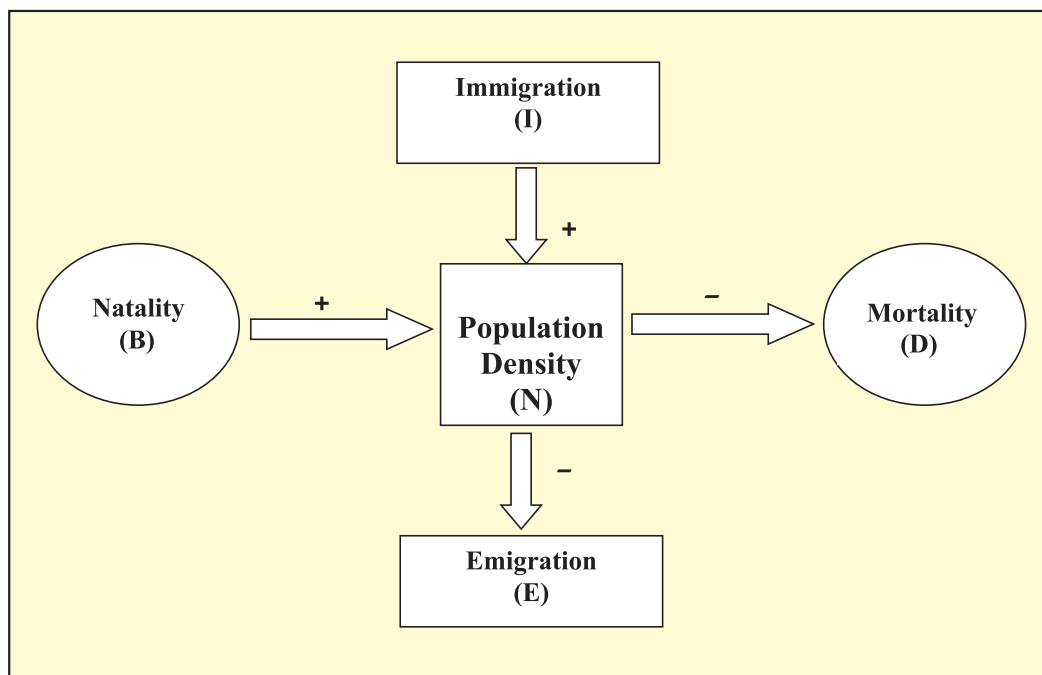 Immigration
(I)
+
Natality
(B)
+
Population
Density
(N)
–
Mortality
(D)
–
Emigration
(E)